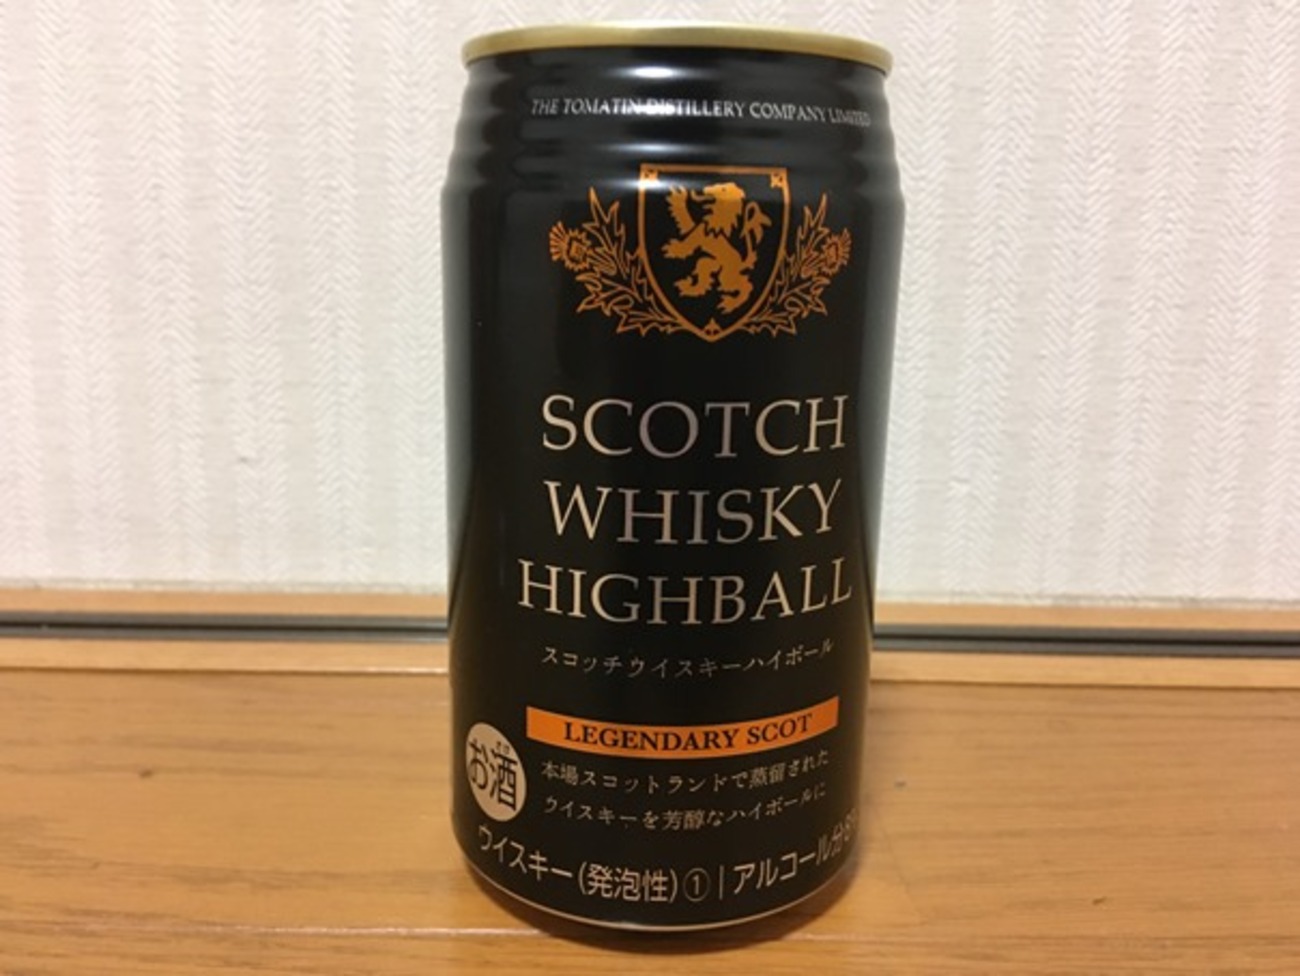 THE TOMATIN DISTILLERY COMPANY LIMITED
SCOTCH
WHISKY
HIGHBALL
スコッチウイスキーハイボール
LEGENDARY SCOT
お酒
本場スコットランドで蒸留された
ウイスキーを芳醇なハイボールに
ウイスキー(発泡性)①|アルコール分